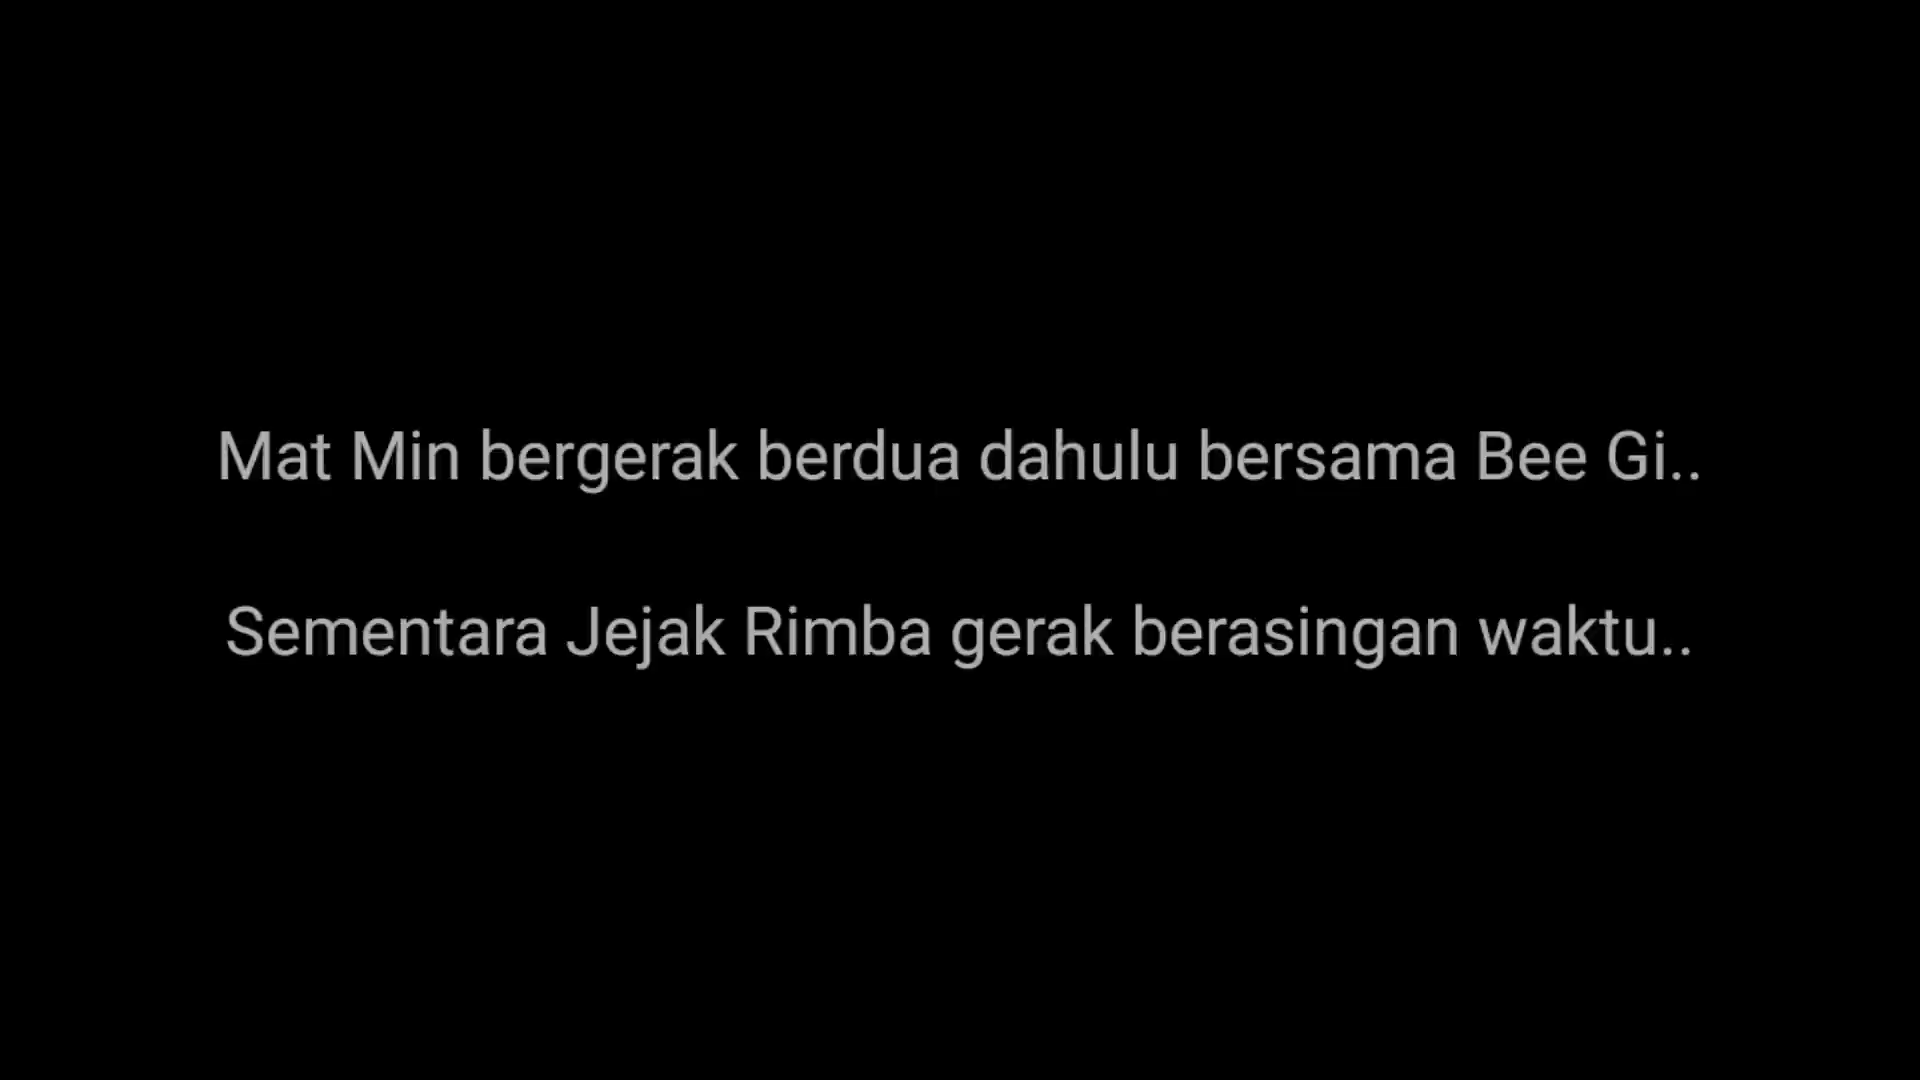 Mat Min bergerak berdua dahulu bersama Bee Gi..
Sementara Jejak Rimba gerak berasingan waktu..